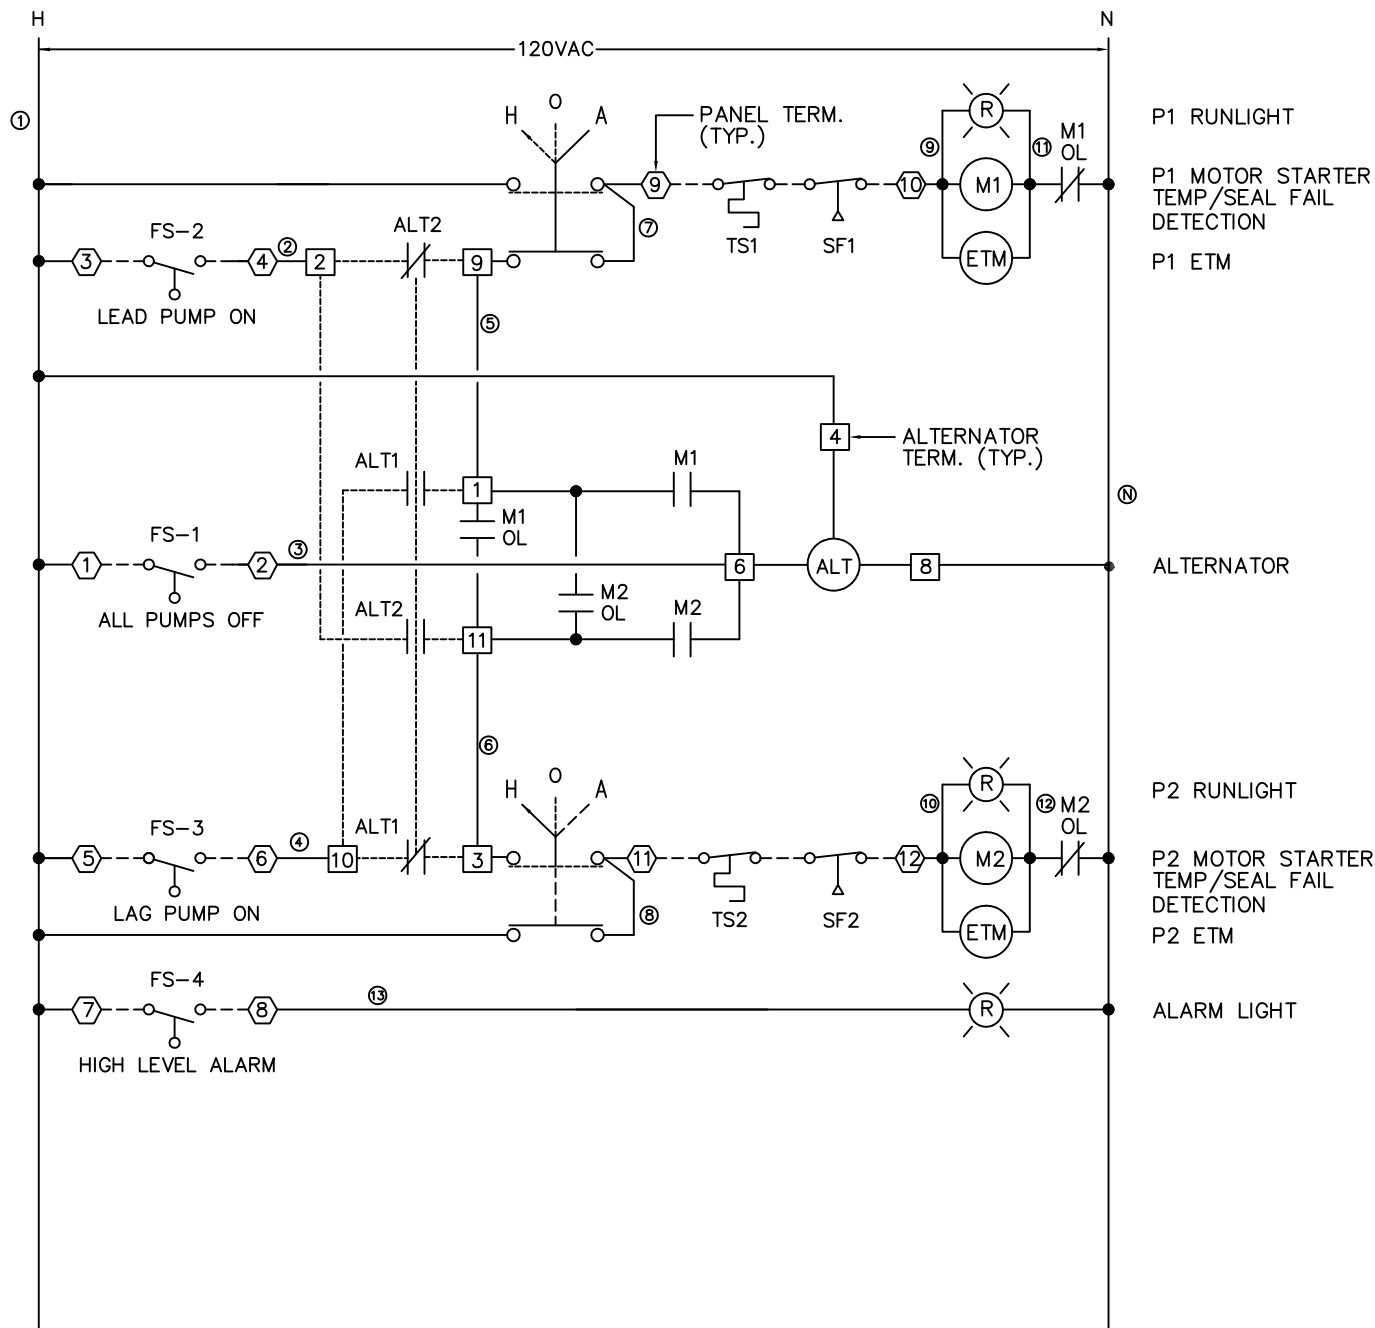 H
N
120VAC
1
H
O
A
PANEL TERM.
(TYP.)
R
P1 RUNLIGHT
9
11
M1
OL
9
10
M1
P1 MOTOR STARTER
TEMP/SEAL FAIL
DETECTION
TS1
SF1
7
ETM
P1 ETM
FS-2
ALT2
3
4
2
2
9
LEAD PUMP ON
5
4
ALTERNATOR
TERM. (TYP.)
ALT1
M1
1
M1
OL
N
FS-1
1
2
3
6
ALT
8
ALTERNATOR
ALL PUMPS OFF
ALT2
M2
OL
M2
11
6
H
O
A
R
P2 RUNLIGHT
10
12
M2
OL
FS-3
ALT1
5
6
4
10
3
11
12
M2
P2 MOTOR STARTER
TEMP/SEAL FAIL
DETECTION
LAG PUMP ON
TS2
SF2
8
ETM
P2 ETM
FS-4
7
8
13
R
ALARM LIGHT
HIGH LEVEL ALARM